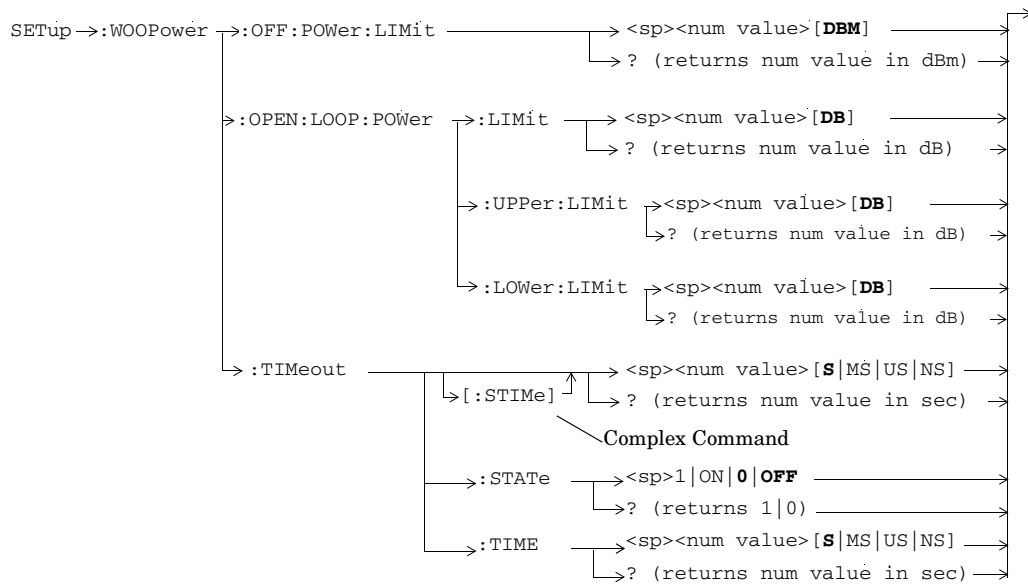 SETup :WOOPower :OFF:POWer:LIMit <sp><num value>[DBM]
? (returns num value in dBm)
:OPEN:LOOP:POWer :LIMit <sp><num value>[DB]
? (returns num value in dB)
:UPPer:LIMit <sp><num value>[DB]
? (returns num value in dB)
:LOWer:LIMit <sp><num value>[DB]
? (returns num value in dB)
:TIMeout <sp><num value>[S|MS|US|NS]
[:STIMe] ? (returns num value in sec)
Complex Command
:STATe <sp>1|ON|0|OFF
? (returns 1|0)
:TIME <sp><num value>[S|MS|US|NS]
? (returns num value in sec)